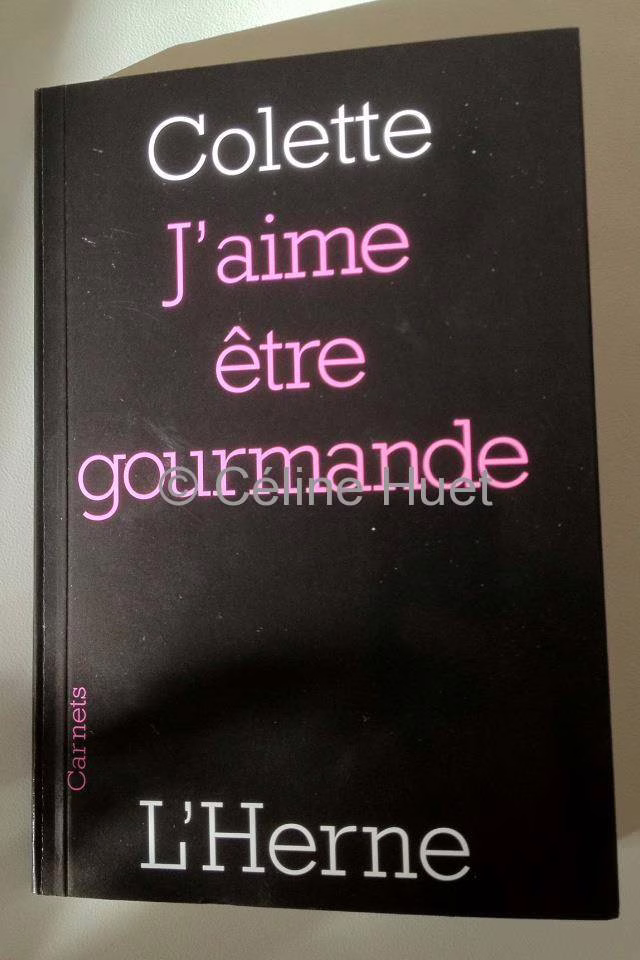 Colette
J'aime
être
gourmande
© Céline Huet
Carnets
L'Herne